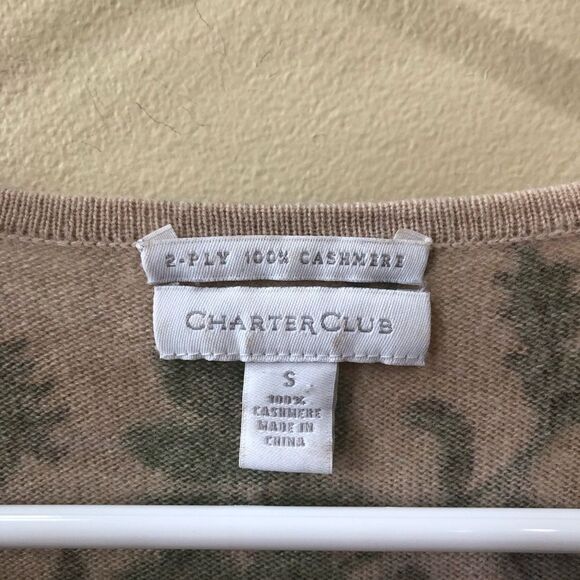 2-PLY 100% CASHMERE
CHARTER CLUB
S
100%
CASHMERE
MADE IN
CHINA